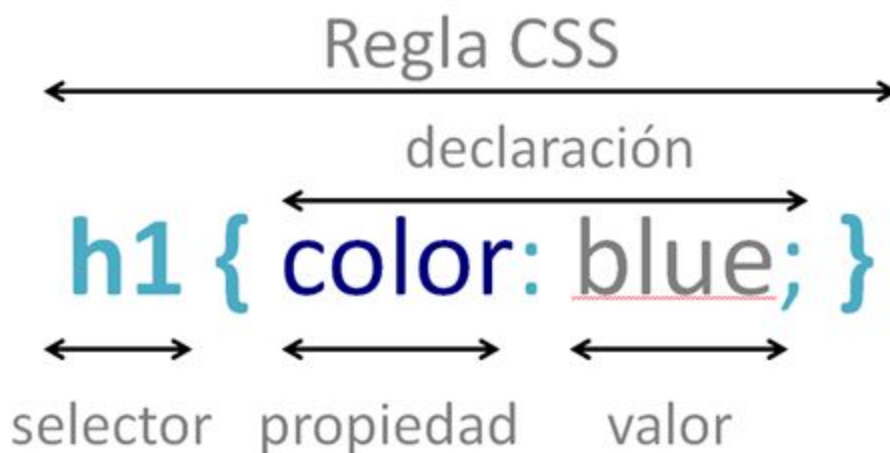 Regla CSS
declaración
h1 { color: blue; }
selector propiedad valor